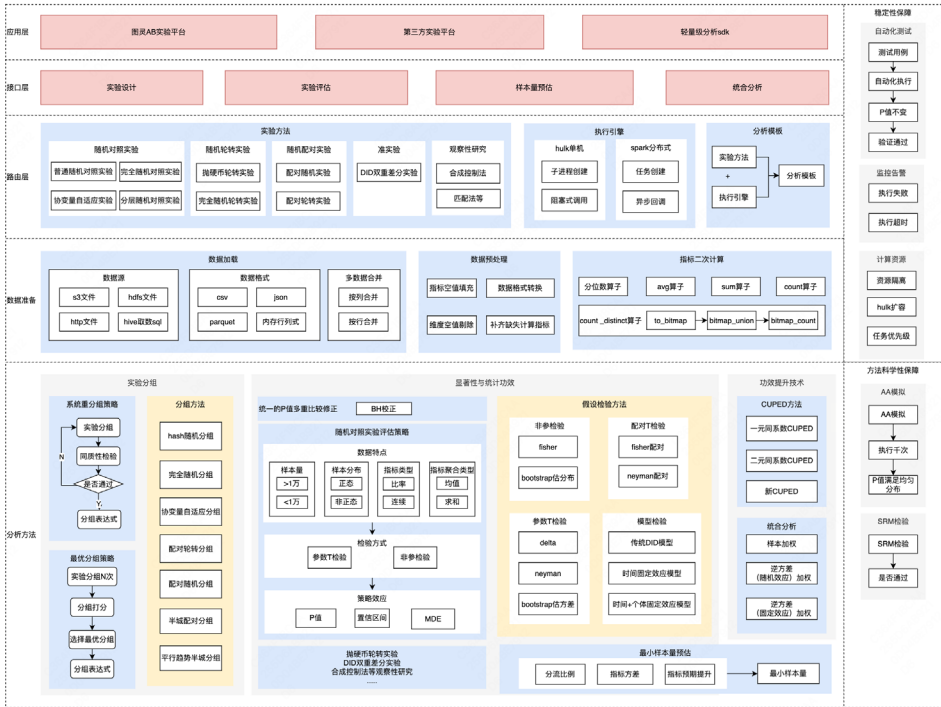 应用层
图灵AB实验平台
第三方实验平台
轻量级分析sdk
接口层
实验设计
实验评估
样本量预估
统合分析
路由层
实验方法
随机对照实验
普通随机对照实验
完全随机对照实验
协变量自适应实验
分层随机对照实验
随机轮转实验
抛硬币轮转实验
完全随机轮转实验
随机配对实验
配对随机实验
配对轮转实验
准实验
DID双重差分实验
观察性研究
合成控制法
匹配法等
执行引擎
hulk单机
子进程创建
阻塞式调用
spark分布式
任务创建
异步回调
分析模板
实验方法
+
执行引擎
分析模板
数据准备
数据加载
数据源
s3文件
hdfs文件
http文件
hive取数sql
数据格式
csv
json
parquet
内存行列式
多数据合并
按列合并
按行合并
数据预处理
指标空值填充
数据格式转换
维度空值剔除
补齐缺失计算指标
指标二次计算
分位数算子
avg算子
sum算子
count算子
count _distinct算子
to_bitmap
bitmap_union
bitmap_count
分析方法
实验分组
系统重分组策略
实验分组
同质性检验
是否通过
N
Y
分组表达式
最优分组策略
实验分组N次
分组打分
选择最优分组
分组表达式
分组方法
hash随机分组
完全随机分组
协变量自适应分组
配对轮转分组
配对随机分组
半城配对分组
平行趋势半城分组
显著性与统计功效
统一的P值多重比较修正
BH校正
随机对照实验评估策略
数据特点
样本量
>1万
<1万
样本分布
正态
非正态
指标类型
比率
连续
指标聚合类型
均值
求和
检验方式
参数T检验
非参检验
策略效应
P值
置信区间
MDE
抛硬币轮转实验
DID双重差分实验
合成控制法等观察性研究
......
假设检验方法
非参检验
fisher
bootstrap估分布
配对T检验
fisher配对
neyman配对
参数T检验
delta
neyman
bootstrap估方差
模型检验
传统DID模型
时间固定效应模型
时间+个体固定效应模型
最小样本量预估
分流比例
指标方差
指标预期提升
最小样本量
功效提升技术
CUPED方法
一元同系数CUPED
二元同系数CUPED
新CUPED
统合分析
样本加权
逆方差
（随机效应）加权
逆方差
（固定效应）加权
稳定性保障
自动化测试
测试用例
自动化执行
P值不变
验证通过
监控告警
执行失败
执行超时
计算资源
资源隔离
hulk扩容
任务优先级
方法科学性保障
AA模拟
AA模拟
执行千次
P值满足均匀
分布
SRM检验
SRM检验
是否通过